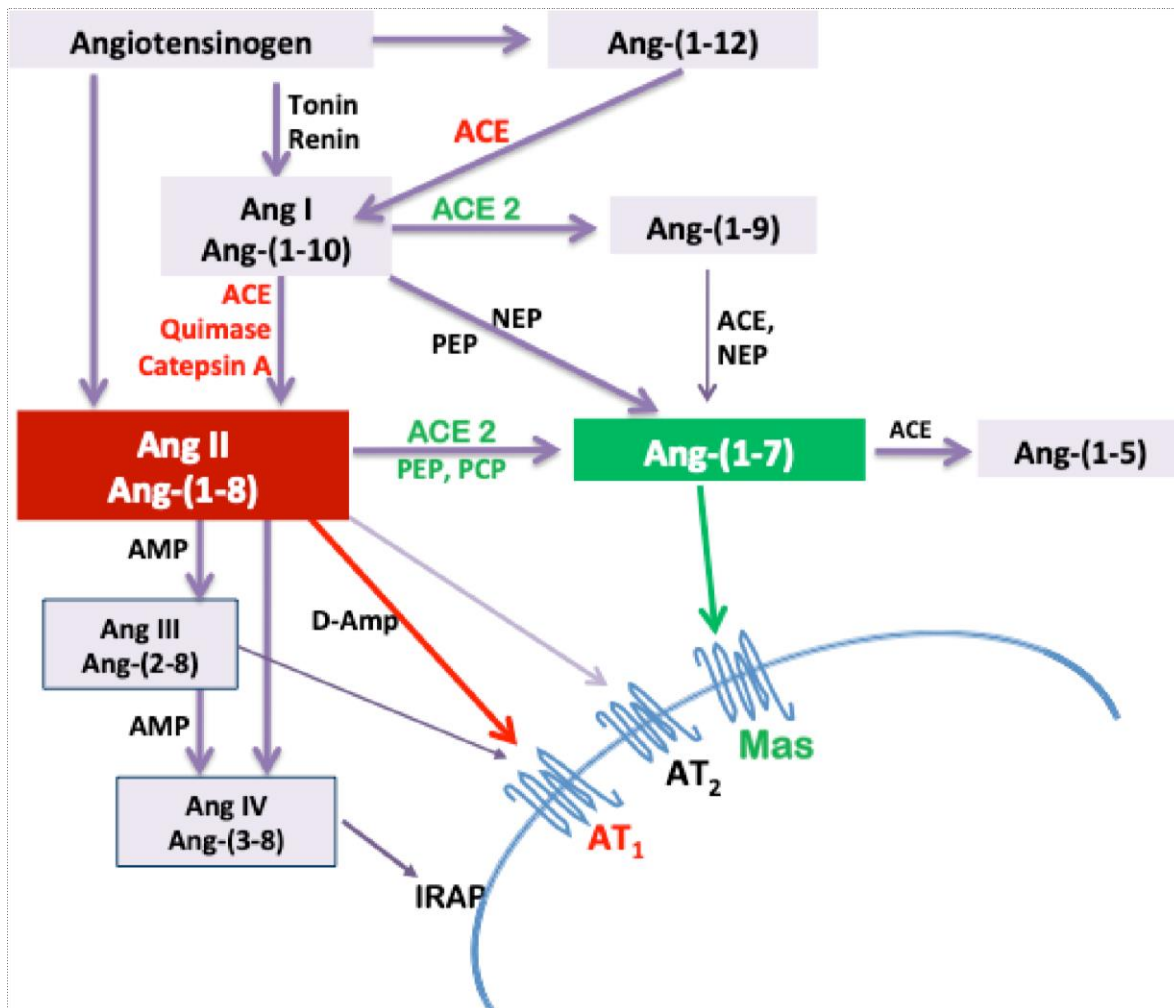 Angiotensinogen
Ang-(1-12)
Tonin
Renin
ACE
Ang I
Ang-(1-10)
ACE 2
Ang-(1-9)
ACE
Quimase
Catepsin A
NEP
PEP
ACE,
NEP
Ang II
Ang-(1-8)
ACE 2
PEP, PCP
Ang-(1-7)
ACE
Ang-(1-5)
AMP
D-Amp
Ang III
Ang-(2-8)
AMP
Mas
AT2
Ang IV
Ang-(3-8)
AT1
IRAP